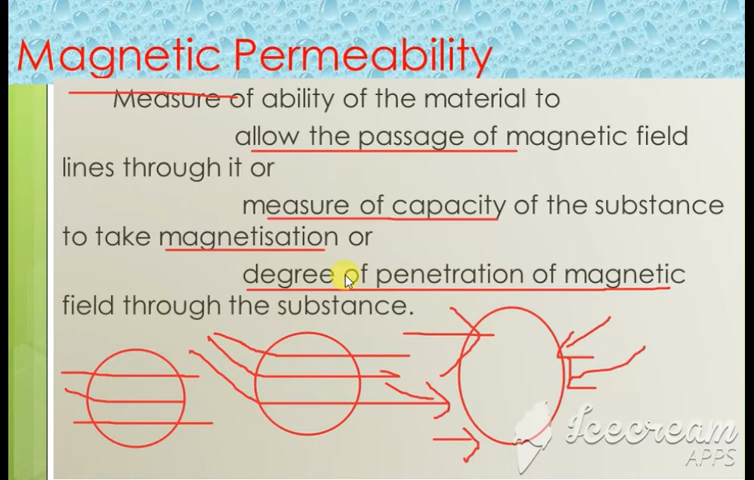 Magnetic Permeability
Measure of ability of the material to
allow the passage of magnetic field
lines through it or
measure of capacity of the substance
to take magnetisation or
degree of penetration of magnetic
field through the substance.
Icecream
APPS